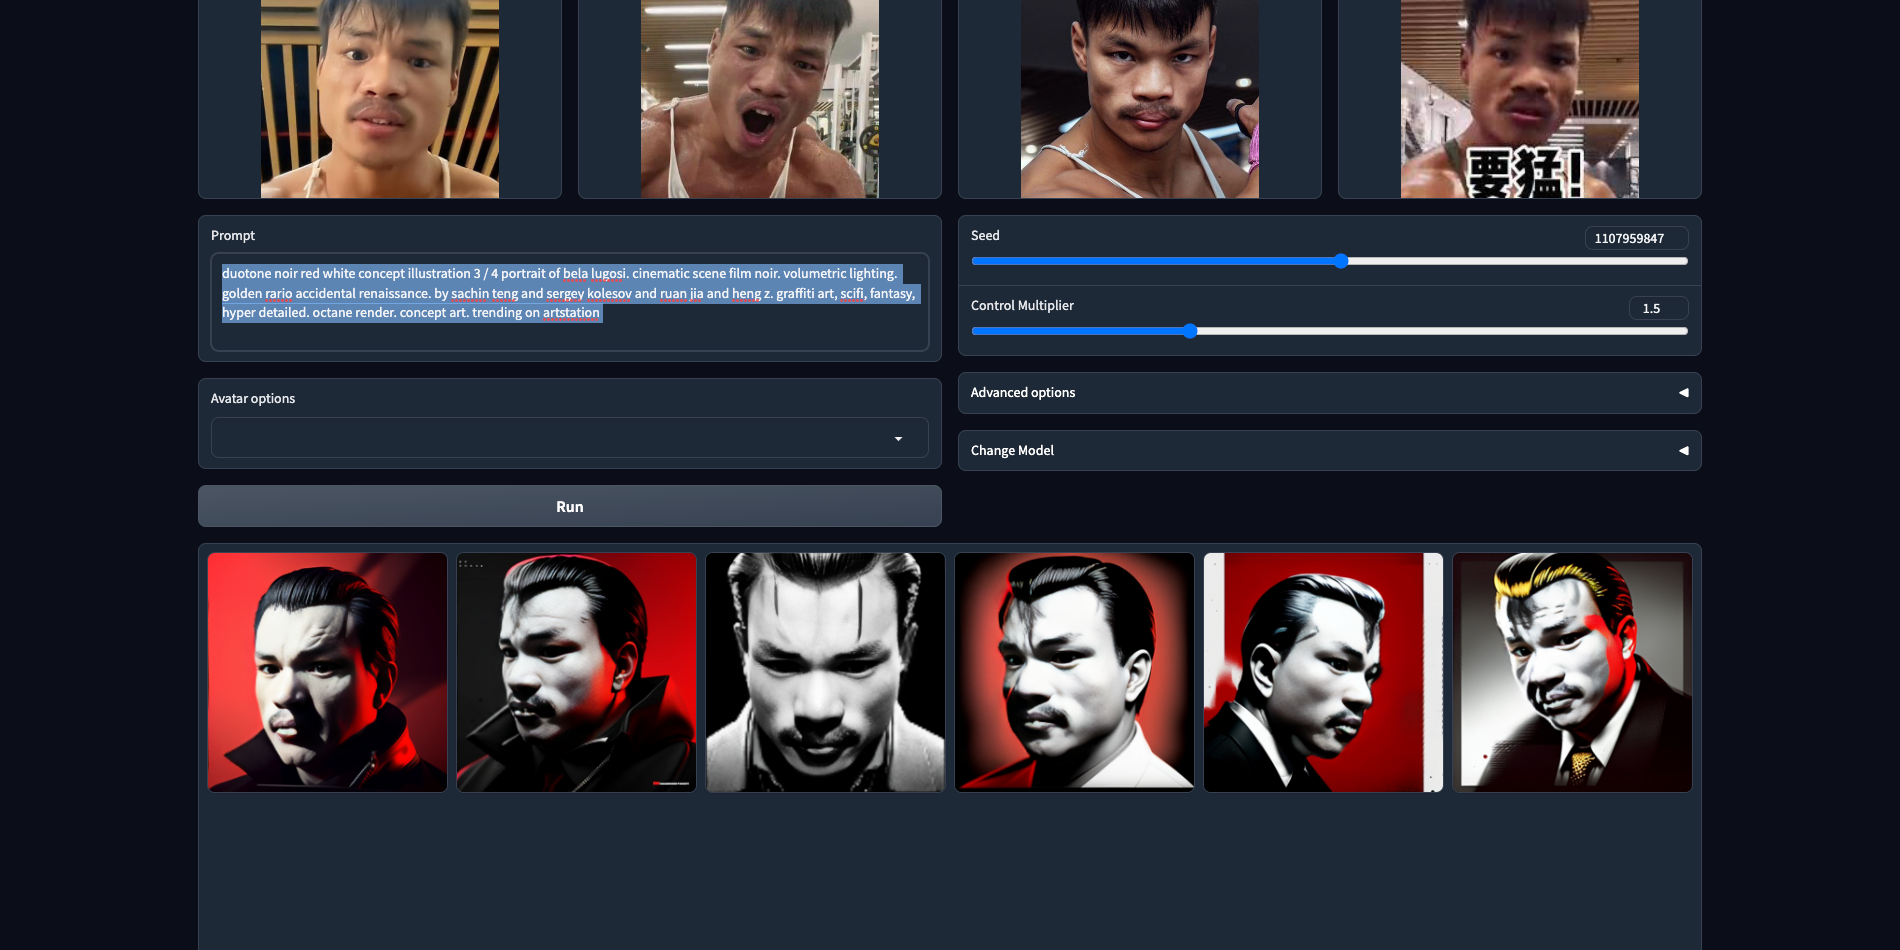 要猛!
Prompt
duotone noir red white concept illustration 3 / 4 portrait of bela lugosi. cinematic scene film noir. volumetric lighting.
golden rario accidental renaissance. by sachin teng and sergey kolesov and ruan jia and heng z. graffiti art, scifi, fantasy,
hyper detailed. octane render. concept art. trending on artstation
Seed
1107959847
Control Multiplier
1.5
Avatar options
Advanced options
Change Model
Run